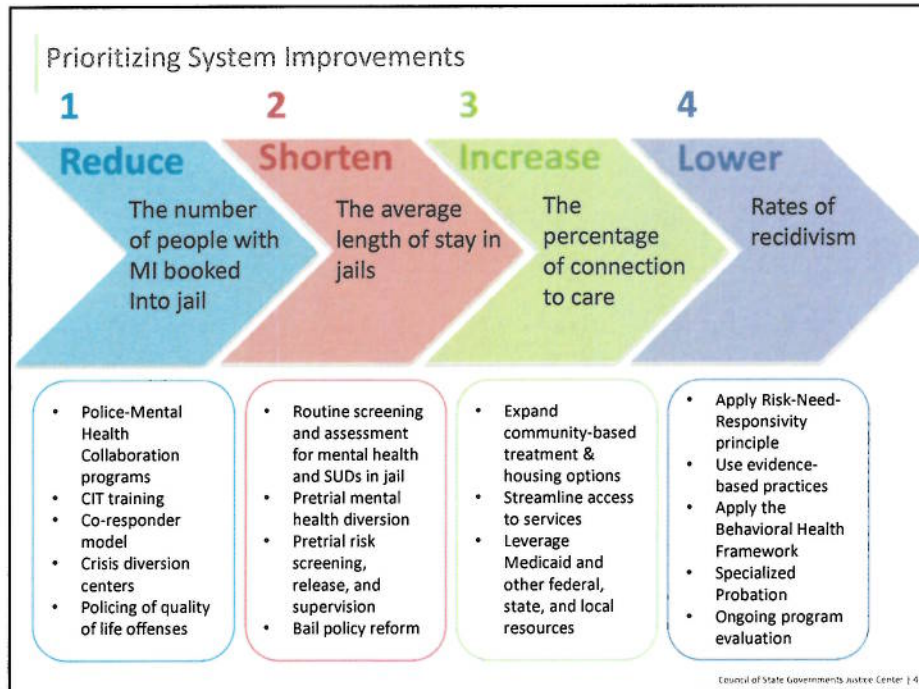 Prioritizing System Improvements
1
Reduce
The number
of people with
MI booked
Into jail
2
Shorten
The average
length of stay in
jails
3
Increase
The
percentage
of connection
to care
4
Lower
Rates of
recidivism
• Police-Mental
Health
Collaboration
programs
• CIT training
• Co-responder
model
• Crisis diversion
centers
• Policing of quality
of life offenses
• Routine screening
and assessment
for mental health
and SUDs in jail
• Pretrial mental
health diversion
• Pretrial risk
screening,
release, and
supervision
• Bail policy reform
• Expand
community-based
treatment &
housing options
• Streamline access
to services
• Leverage
Medicaid and
other federal,
state, and local
resources
• Apply Risk-Need-
Responsivity
principle
• Use evidence-
based practices
• Apply the
Behavioral Health
Framework
• Specialized
Probation
• Ongoing program
evaluation
Council of State Governments Justice Center | 4